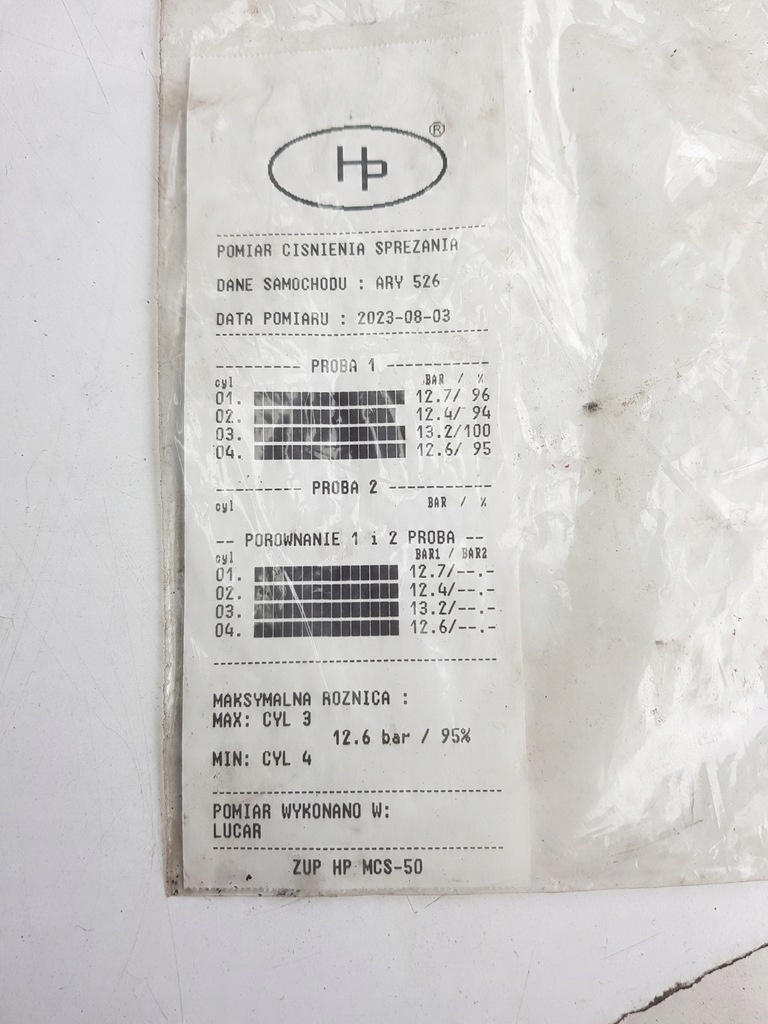 HP ®
POMIAR CISNIENIA SPREZANIA
DANE SAMOCHODU : ARY 526
DATA POMIARU : 2023-08-03
--------- PROBA 1 -----------
cyl BAR / %
01. 12.7/ 96
02. 12.4/ 94
03. 13.2/100
04. 12.6/ 95
--------- PROBA 2 -----------
cyl BAR / %
-- POROWNANIE 1 i 2 PROBA --
cyl BAR1 / BAR2
01. 12.7/--.-
02. 12.4/--.-
03. 13.2/--.-
04. 12.6/--.-
MAKSYMALNA ROZNICA :
MAX: CYL 3
12.6 bar / 95%
MIN: CYL 4
POMIAR WYKONANO W:
LUCAR
ZUP HP MCS-50